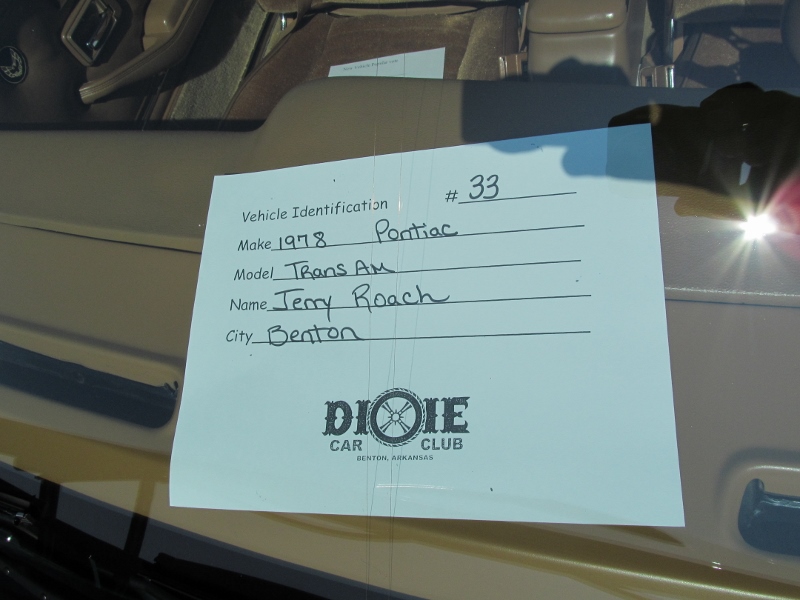 Vehicle Identification # 33
Make 1978 Pontiac
Model Trans Am
Name Jerry Roach
City Benton
DIXIE
CAR CLUB
BENTON, ARKANSAS